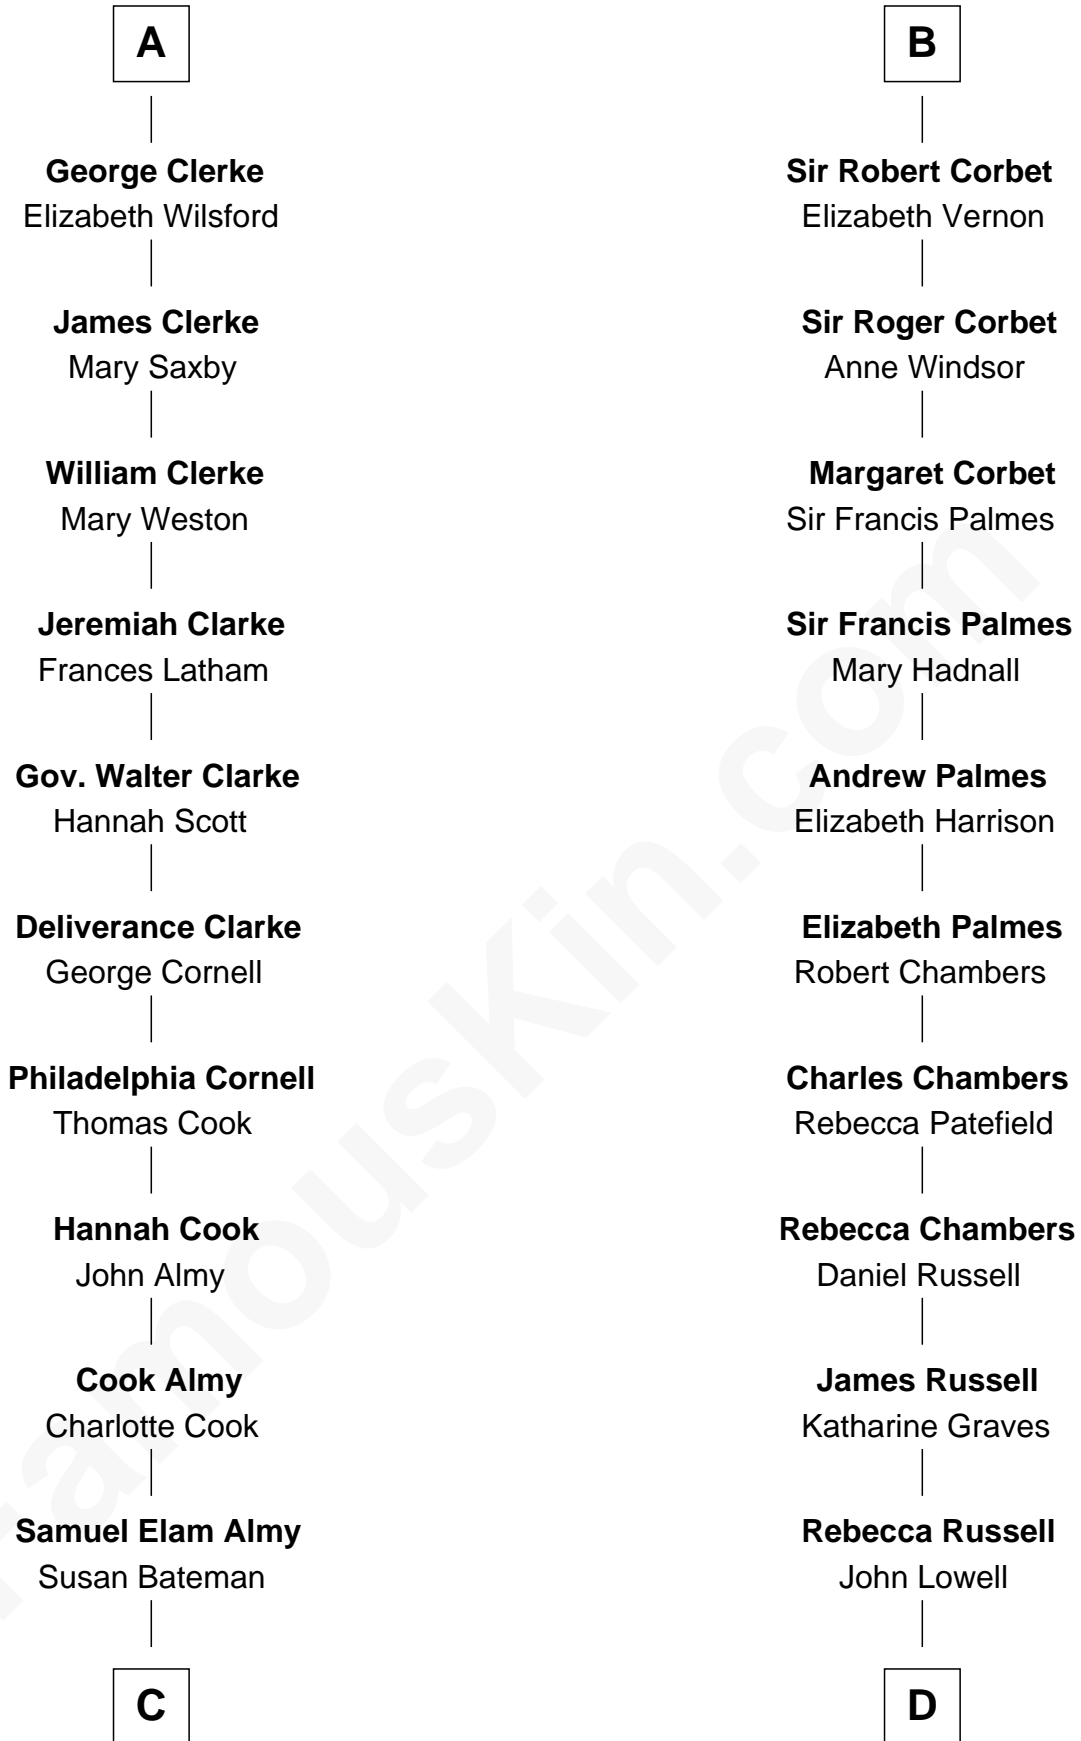 A
George Clerke
Elizabeth Wilsford
James Clerke
Mary Saxby
William Clerke
Mary Weston
Jeremiah Clarke
Frances Latham
Gov. Walter Clarke
Hannah Scott
Deliverance Clarke
George Cornell
Philadelphia Cornell
Thomas Cook
Hannah Cook
John Almy
Cook Almy
Charlotte Cook
Samuel Elam Almy
Susan Bateman
C
B
Sir Robert Corbet
Elizabeth Vernon
Sir Roger Corbet
Anne Windsor
Margaret Corbet
Sir Francis Palmes
Sir Francis Palmes
Mary Hadnall
Andrew Palmes
Elizabeth Harrison
Elizabeth Palmes
Robert Chambers
Charles Chambers
Rebecca Patefield
Rebecca Chambers
Daniel Russell
James Russell
Katharine Graves
Rebecca Russell
John Lowell
D
FamousKin.com